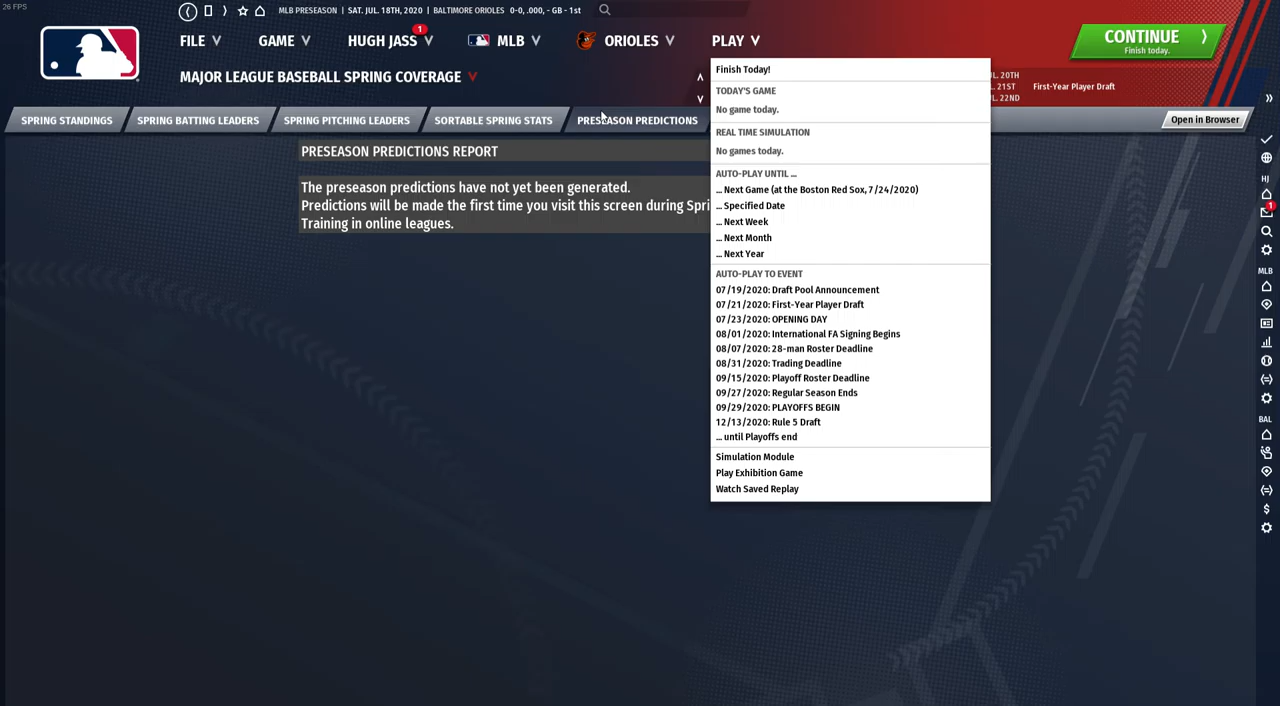 26 FPS
MLB PRESEASON | SAT. JUL. 18TH, 2020 | BALTIMORE ORIOLES 0-0, .000, - GB - 1st
FILE GAME HUGH JASS 1 MLB ORIOLES PLAY
CONTINUE
Finish today.
MAJOR LEAGUE BASEBALL SPRING COVERAGE
UL. 20TH
. 21ST First-Year Player Draft
UL. 22ND
SPRING STANDINGS SPRING BATTING LEADERS SPRING PITCHING LEADERS SORTABLE SPRING STATS PRESEASON PREDICTIONS
Open in Browser
PRESEASON PREDICTIONS REPORT
The preseason predictions have not yet been generated.
Predictions will be made the first time you visit this screen during Spri
Training in online leagues.
Finish Today!
TODAY'S GAME
No game today.
REAL TIME SIMULATION
No games today.
AUTO-PLAY UNTIL ...
... Next Game (at the Boston Red Sox, 7/24/2020)
... Specified Date
... Next Week
... Next Month
... Next Year
AUTO-PLAY TO EVENT
07/19/2020: Draft Pool Announcement
07/21/2020: First-Year Player Draft
07/23/2020: OPENING DAY
08/01/2020: International FA Signing Begins
08/07/2020: 28-man Roster Deadline
08/31/2020: Trading Deadline
09/15/2020: Playoff Roster Deadline
09/27/2020: Regular Season Ends
09/29/2020: PLAYOFFS BEGIN
12/13/2020: Rule 5 Draft
... until Playoffs end
Simulation Module
Play Exhibition Game
Watch Saved Replay
HJ
1
MLB
BAL
$